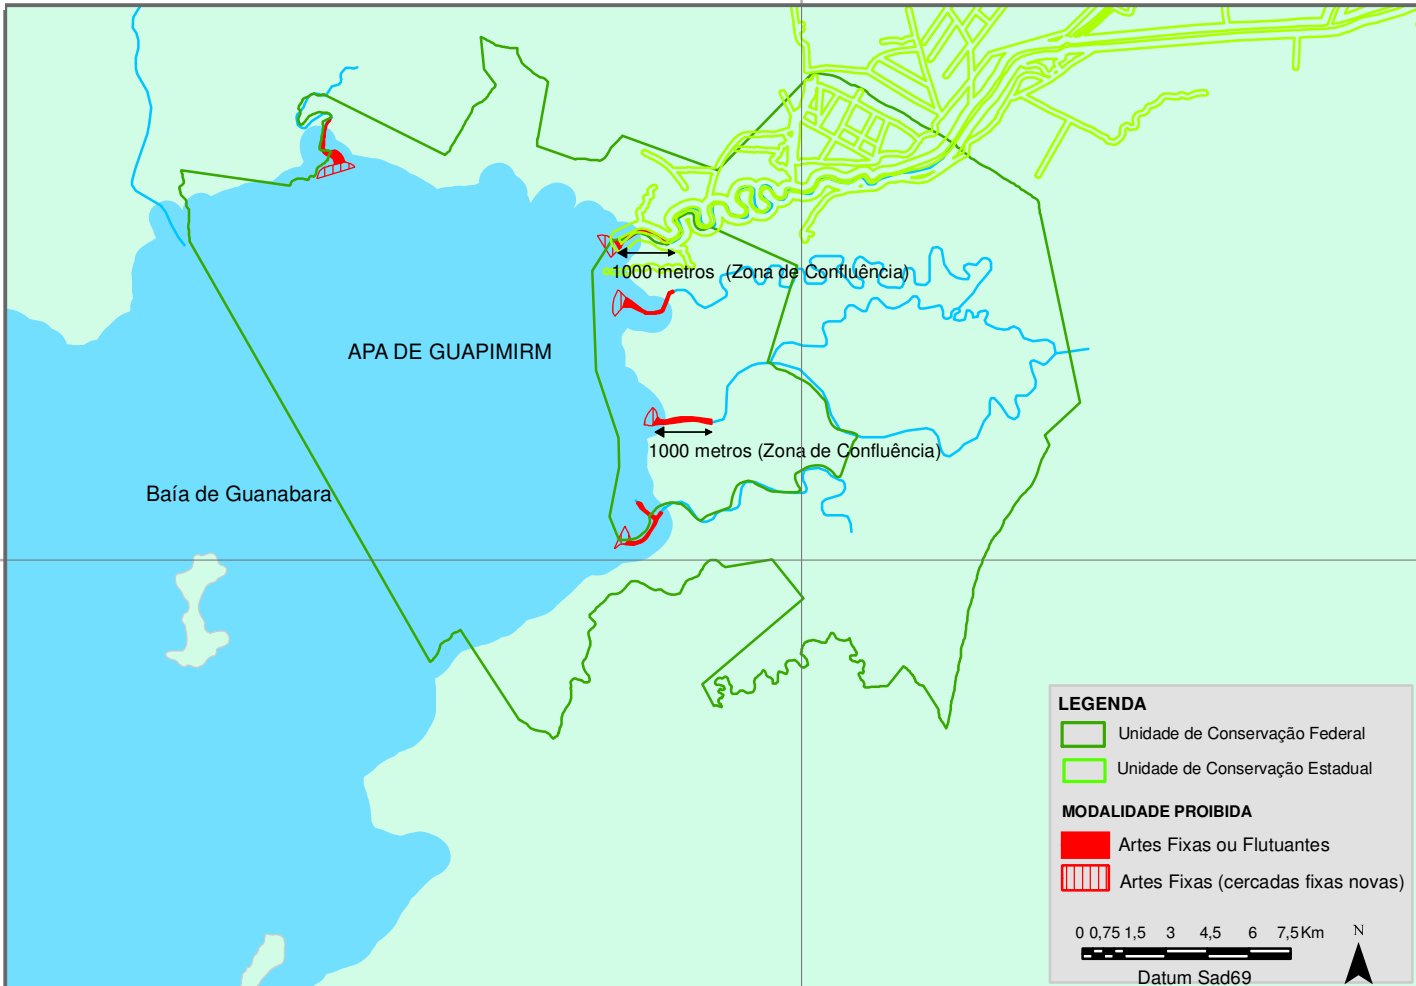 1000 metros (Zona de Confluência)
APA DE GUAPIMIRM
1000 metros (Zona de Confluência)
Baía de Guanabara
LEGENDA
Unidade de Conservação Federal
Unidade de Conservação Estadual
MODALIDADE PROIBIDA
Artes Fixas ou Flutuantes
Artes Fixas (cercadas fixas novas)
0 0,75 1,5 3 4,5 6 7,5 Km
N
Datum Sad69